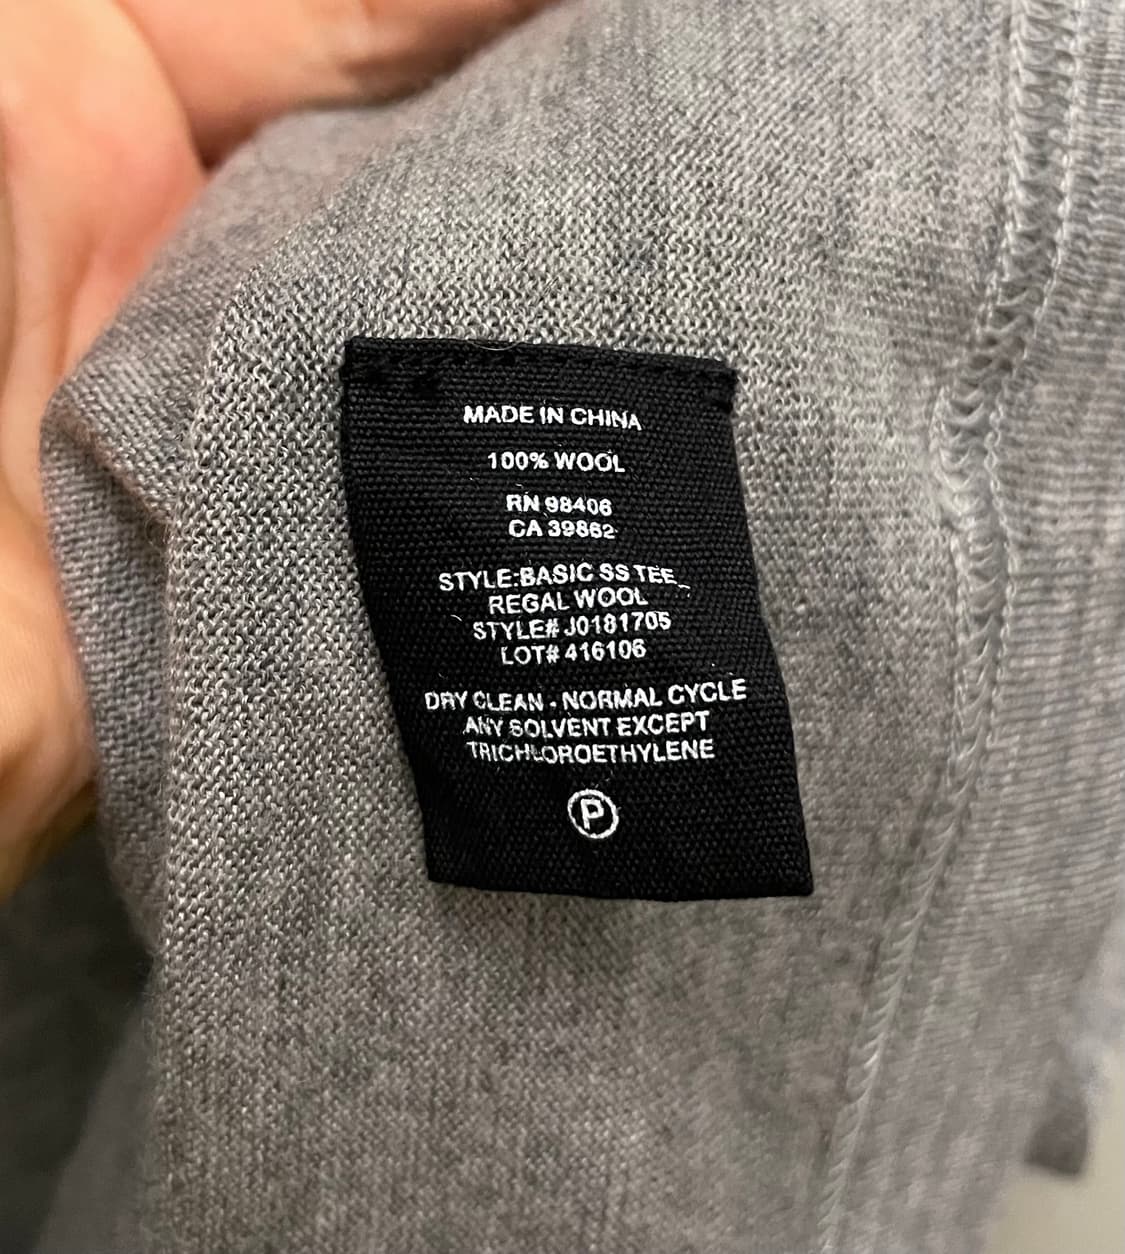 MADE IN CHINA
100% WOOL
RN 98406
CA 39862
STYLE:BASIC SS TEE_
REGAL WOOL
STYLE# J0181705
LOT# 416106
DRY CLEAN - NORMAL CYCLE
ANY SOLVENT EXCEPT
TRICHLOROETHYLENE
P